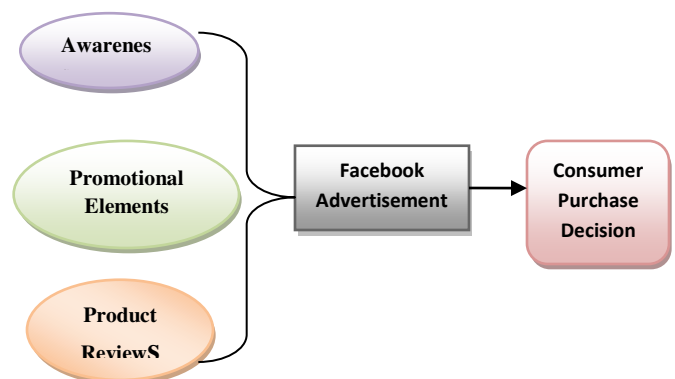 Awarenes
Promotional
Elements
Product
ReviewS
Facebook
Advertisement
Consumer
Purchase
Decision